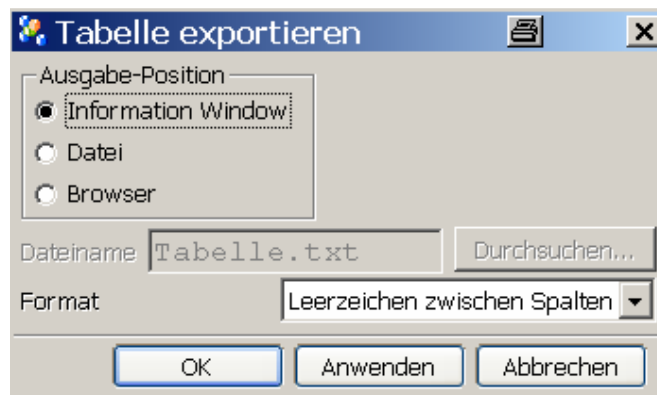 Tabelle exportieren
Ausgabe-Position
Information Window
Datei
Browser
Dateiname Tabelle.txt Durchsuchen...
Format Leerzeichen zwischen Spalten
OK Anwenden Abbrechen